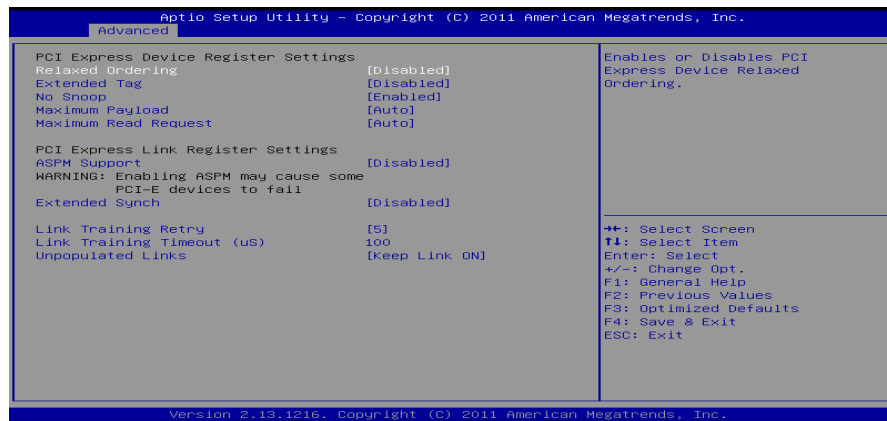 Aptio Setup Utility – Copyright (C) 2011 American Megatrends, Inc.
Advanced
PCI Express Device Register Settings
Relaxed Ordering [Disabled]
Extended Tag [Disabled]
No Snoop [Enabled]
Maximum Payload [Auto]
Maximum Read Request [Auto]
PCI Express Link Register Settings
ASPM Support [Disabled]
WARNING: Enabling ASPM may cause some
PCI-E devices to fail
Extended Synch [Disabled]
Link Training Retry [5]
Link Training Timeout (uS) 100
Unpopulated Links [Keep Link ON]
Enables or Disables PCI
Express Device Relaxed
Ordering.
→←: Select Screen
↑↓: Select Item
Enter: Select
+/-: Change Opt.
F1: General Help
F2: Previous Values
F3: Optimized Defaults
F4: Save & Exit
ESC: Exit
Version 2.13.1216. Copyright (C) 2011 American Megatrends, Inc.